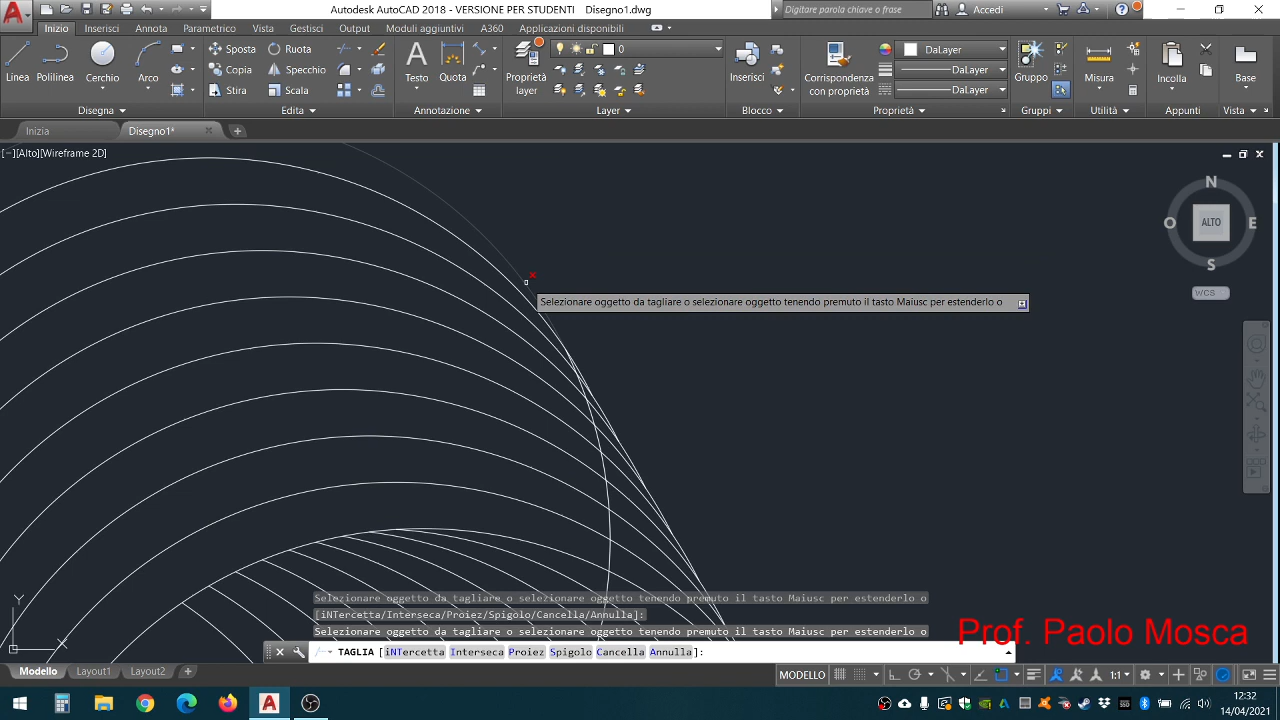 Autodesk AutoCAD 2018 - VERSIONE PER STUDENTI Disegno1.dwg
Digitare parola chiave o frase
Accedi
Inizio Inserisci Annota Parametrico Vista Gestisci Output Moduli aggiuntivi A360 Applicazioni disponibili
Linea Polilinea Cerchio Arco
Sposta Ruota
Copia Specchio
Stira Scala
Testo Quota
Proprietà
layer
0
Inserisci
Corrispondenza
con proprietà
DaLayer
DaLayer
DaLayer
Gruppo
Misura
Incolla
Base
Disegna Edita Annotazione Layer Blocco Proprietà Gruppi Utilità Appunti Vista
Inizia Disegno1*
[−][Alto][Wireframe 2D]
N
O ALTO E
S
WCS
Selezionare oggetto da tagliare o selezionare oggetto tenendo premuto il tasto Maiusc per estenderlo o
Y
X
Selezionare oggetto da tagliare o selezionare oggetto tenendo premuto il tasto Maiusc per estenderlo o
[iNTercetta/Interseca/Proiez/Spigolo/Cancella/Annulla]:
Selezionare oggetto da tagliare o selezionare oggetto tenendo premuto il tasto Maiusc per estenderlo o
TAGLIA [iNTercetta Interseca Proiez Spigolo Cancella Annulla]:
Prof. Paolo Mosca
Modello Layout1 Layout2 +
MODELLO 1:1
12:32
14/04/2021